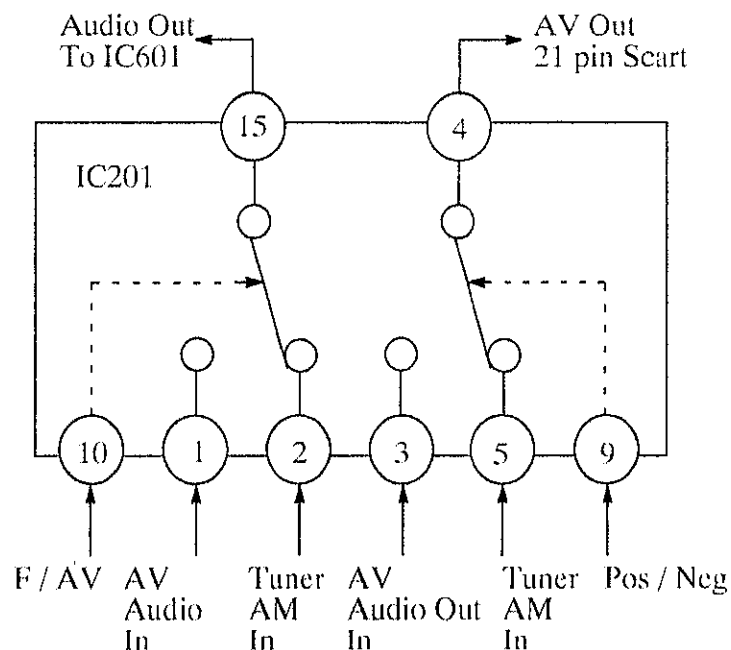 Audio Out
To IC601
AV Out
21 pin Scart
15
4
IC201
10
1
2
3
5
9
F / AV
AV
Audio
In
Tuner
AM
In
AV
Audio Out
In
Tuner
AM
In
Pos / Neg